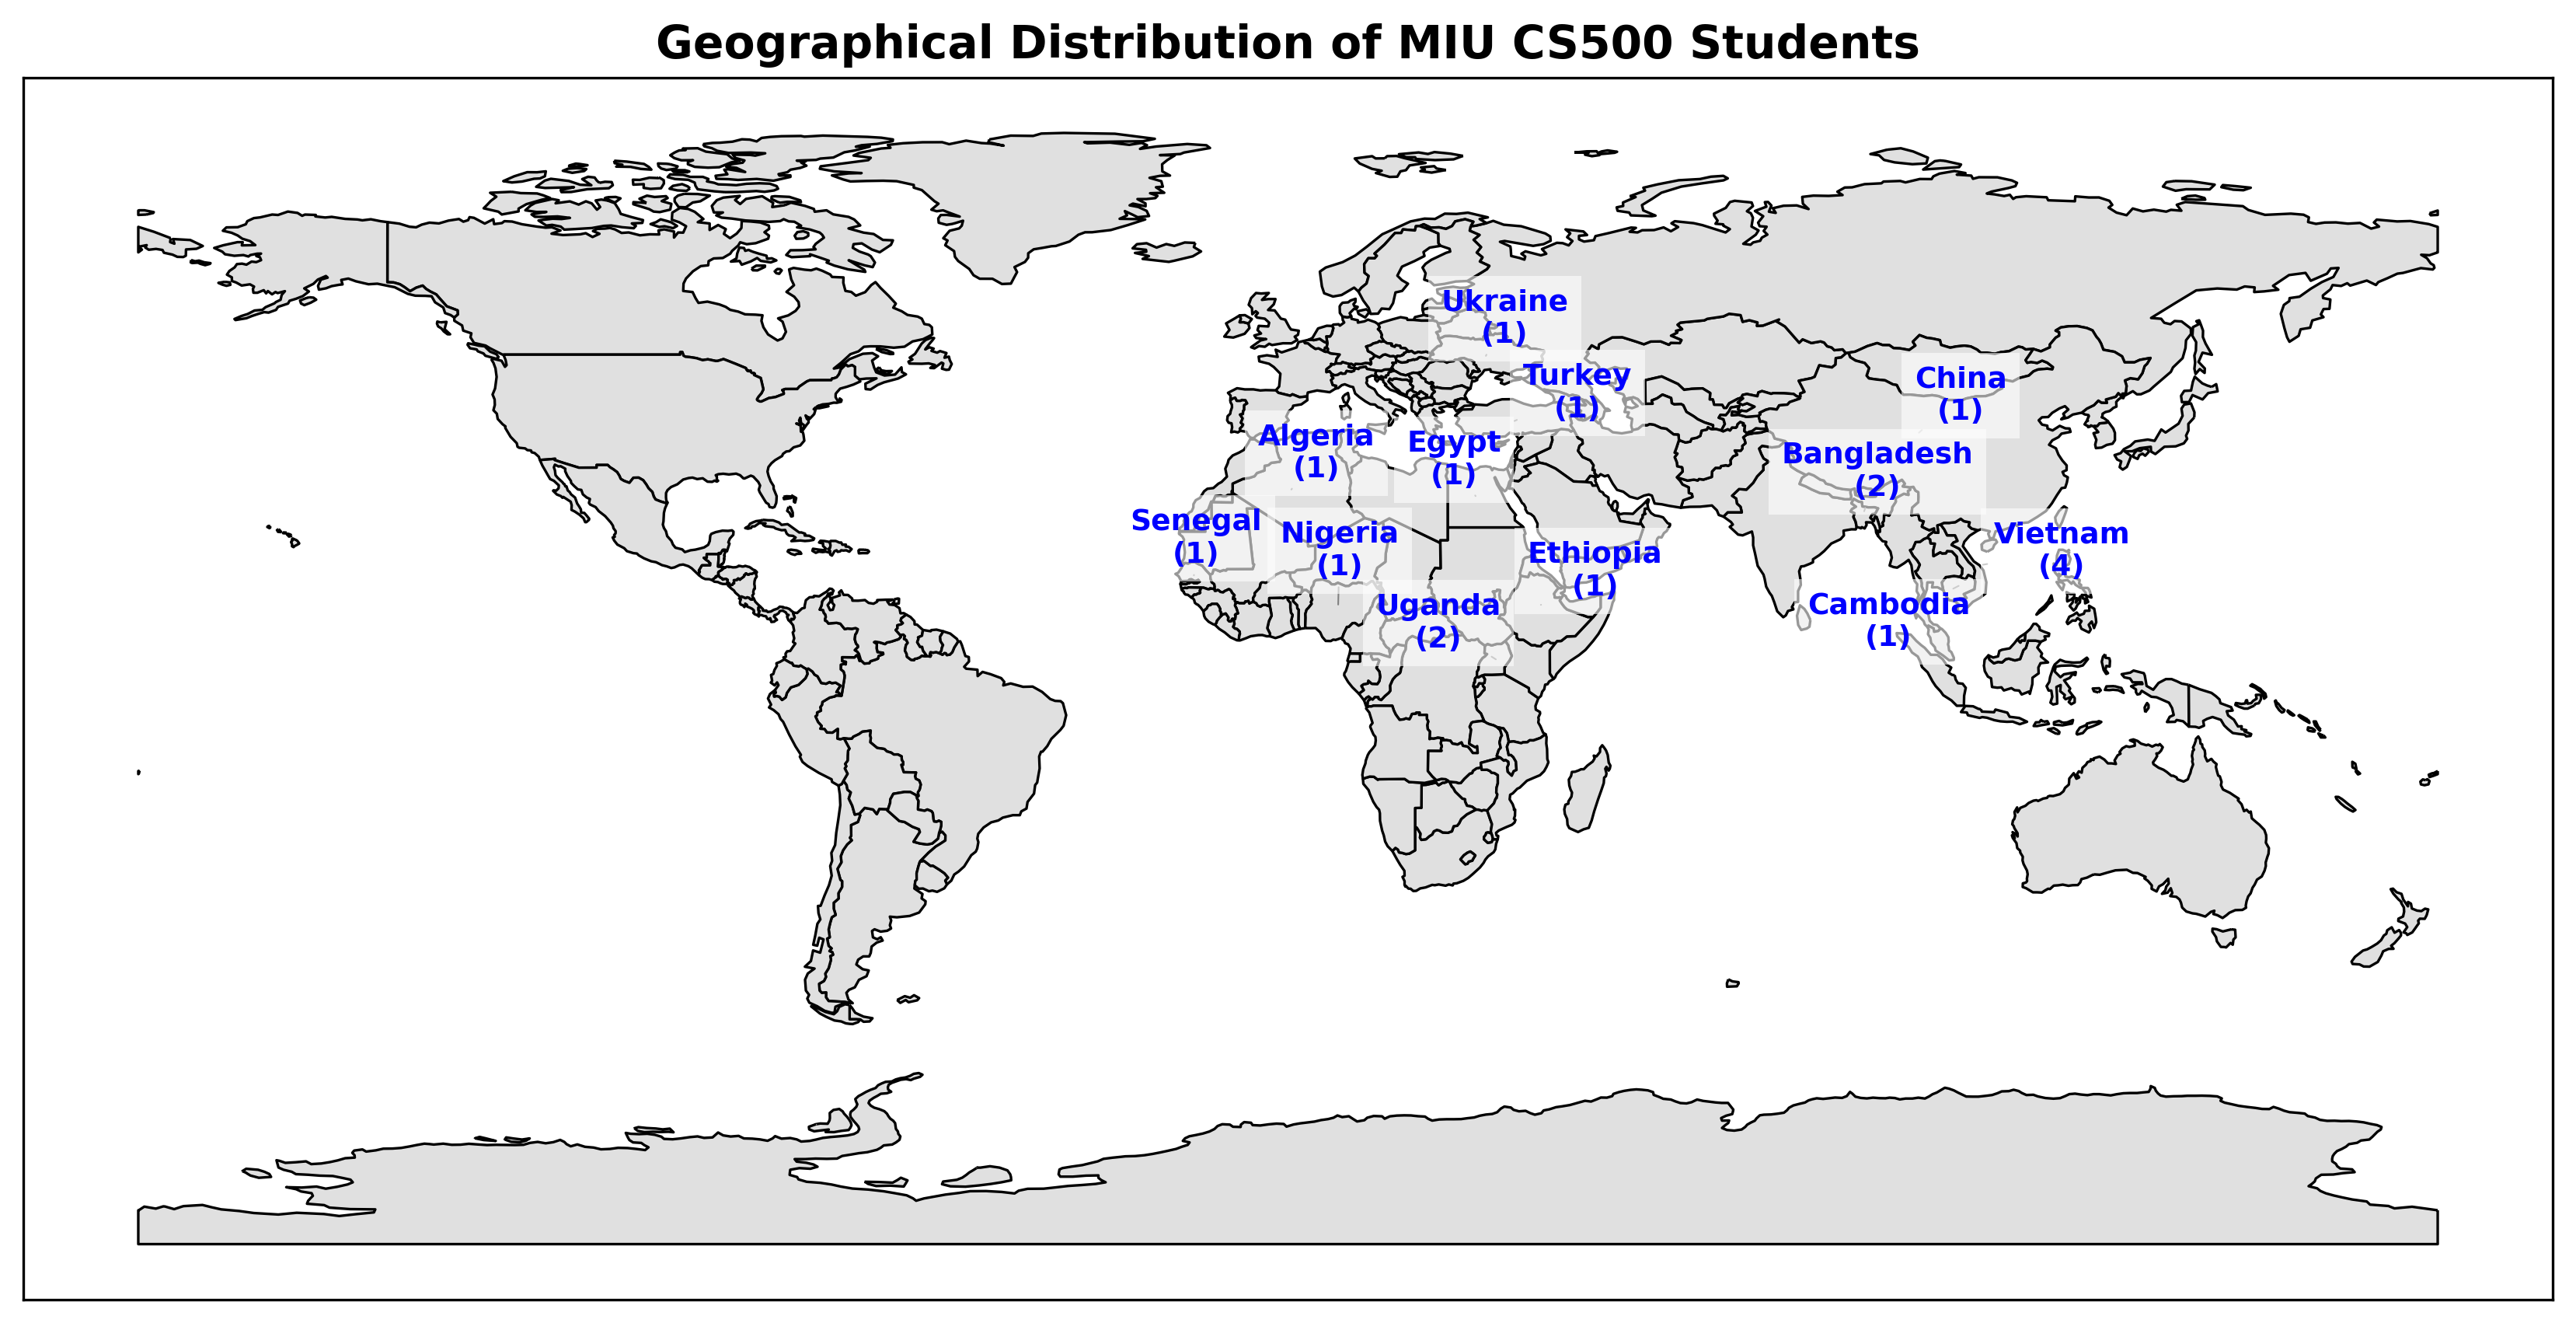 Geographical Distribution of MIU CS500 Students
Ukraine
(1)
Turkey
(1)
China
(1)
Algeria
(1)
Egypt
(1)
Bangladesh
(2)
Senegal
(1)
Nigeria
(1)
Ethiopia
(1)
Vietnam
(4)
Uganda
(2)
Cambodia
(1)